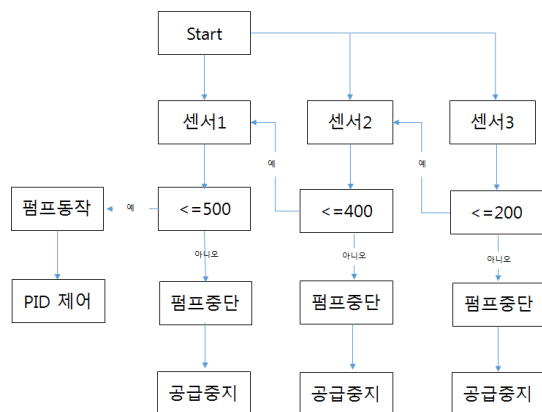 Start
센서1
센서2
센서3
예
예
펌프동작
예
<=500
<=400
<=200
아니오
아니오
아니오
PID 제어
펌프중단
펌프중단
펌프중단
공급중지
공급중지
공급중지